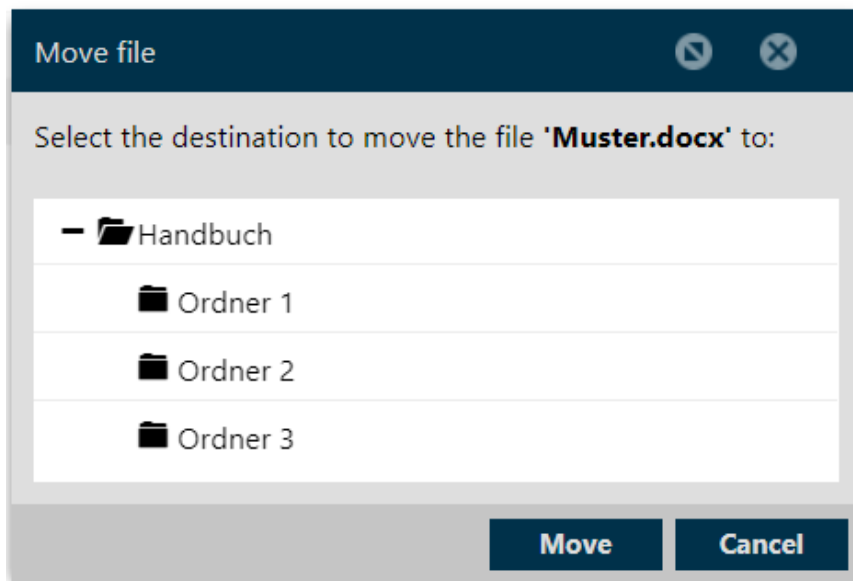 Move file
Select the destination to move the file 'Muster.docx' to:
Handbuch
Ordner 1
Ordner 2
Ordner 3
Move Cancel